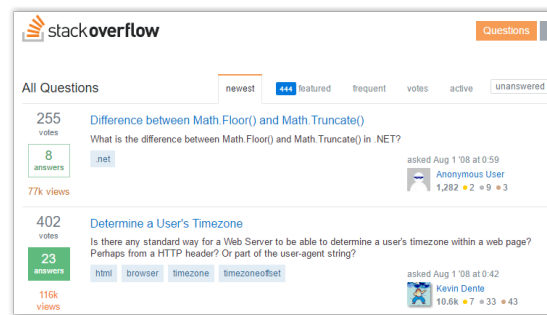 stackoverflow
Questions
All Questions
newest
444 featured
frequent
votes
active
unanswered
255
votes
8
answers
77k views
Difference between Math.Floor() and Math.Truncate()
What is the difference between Math.Floor() and Math.Truncate() in .NET?
.net
asked Aug 1 '08 at 0:59
Anonymous User
1,282 ●2 ●9 ●3
402
votes
23
answers
116k
views
Determine a User's Timezone
Is there any standard way for a Web Server to be able to determine a user's timezone within a web page?
Perhaps from a HTTP header? Or part of the user-agent string?
html browser timezone timezoneoffset
asked Aug 1 '08 at 0:42
Kevin Dente
10.6k ●7 ●33 ●43